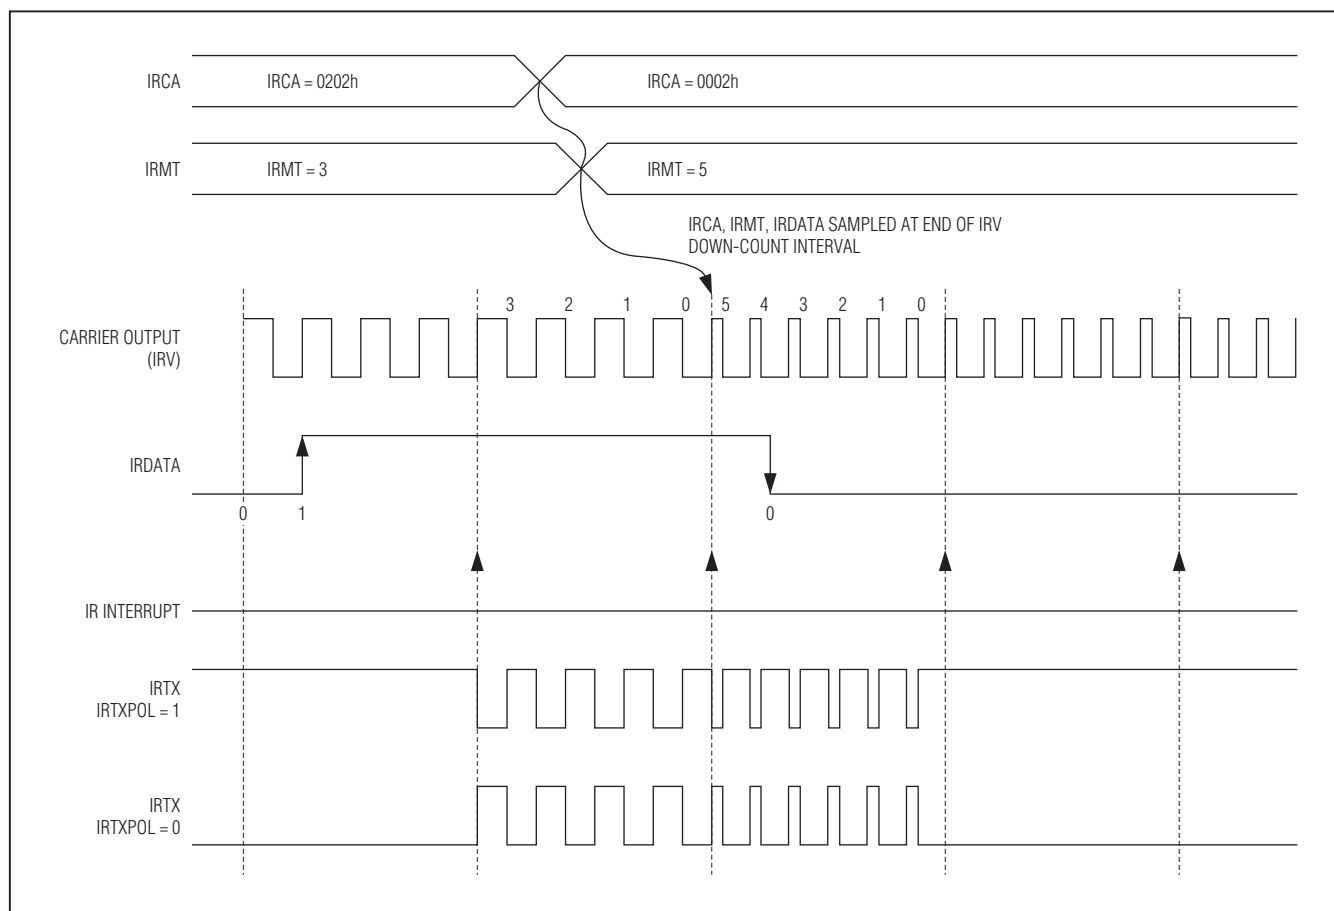 IRCA
IRCA = 0202h
IRCA = 0002h
IRMT
IRMT = 3
IRMT = 5
IRCA, IRMT, IRDATA SAMPLED AT END OF IRV
DOWN-COUNT INTERVAL
3 2 1 0 5 4 3 2 1 0
CARRIER OUTPUT
(IRV)
IRDATA
0 1 0
IR INTERRUPT
IRTX
IRTXPOL = 1
IRTX
IRTXPOL = 0